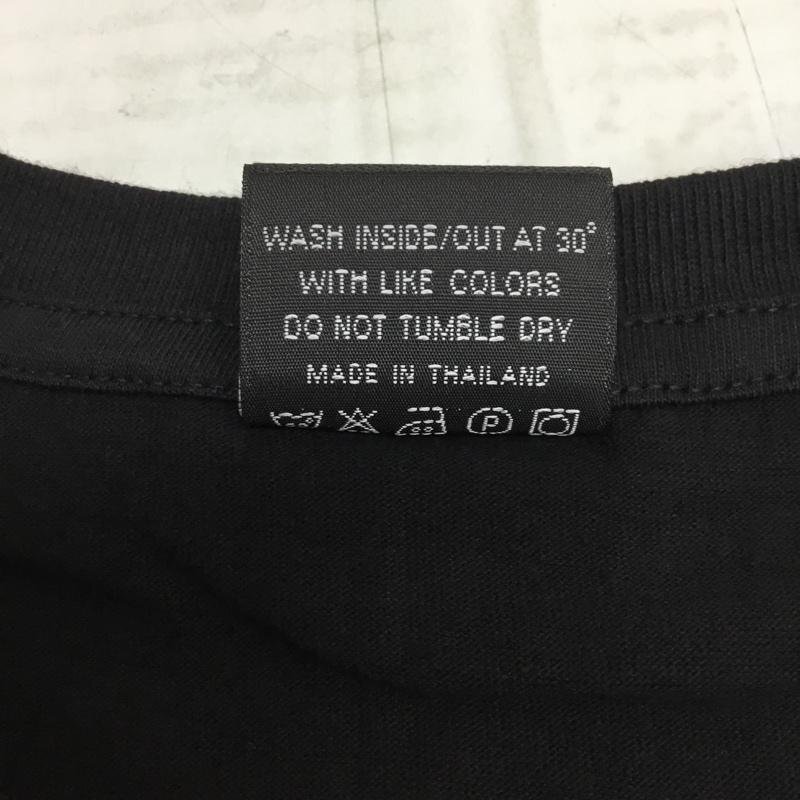 WASH INSIDE/OUT AT 30°
WITH LIKE COLORS
DO NOT TUMBLE DRY
MADE IN THAILAND
P